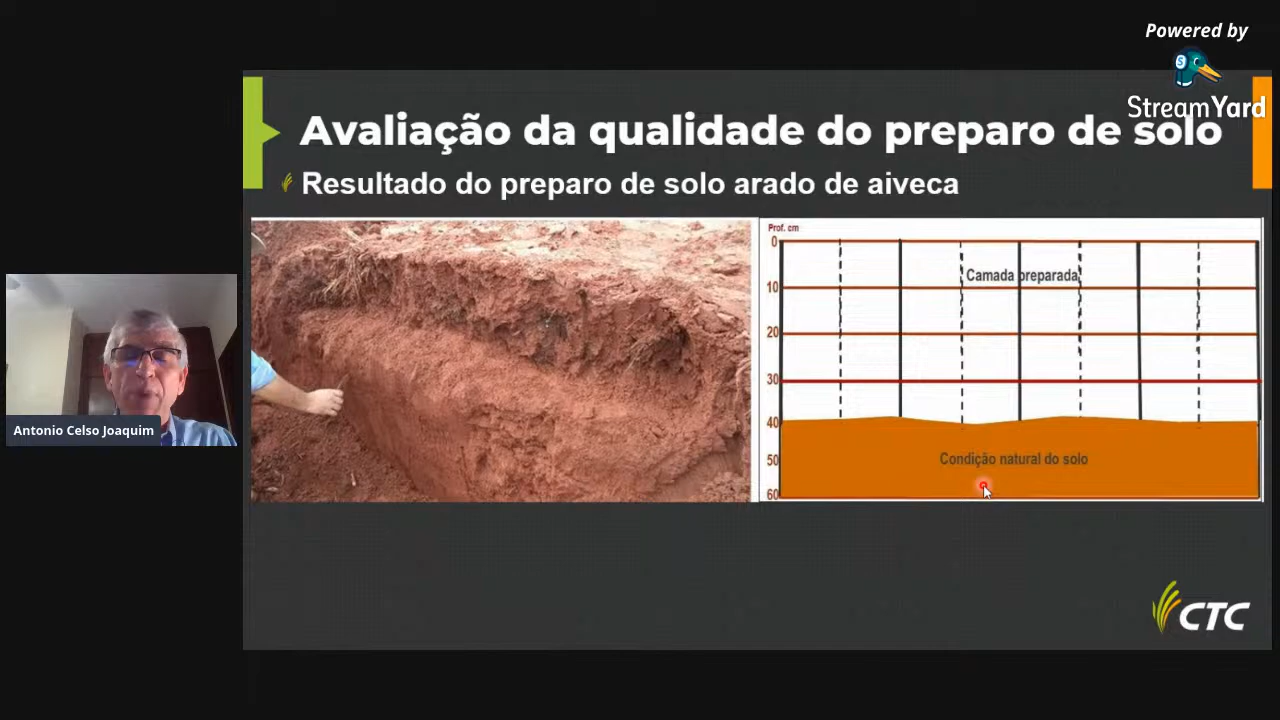 Powered by
StreamYard
Avaliação da qualidade do preparo de solo
Resultado do preparo de solo arado de aiveca
Prof. cm
0
10
20
30
40
50
60
Camada preparada
Condição natural do solo
Antonio Celso Joaquim
CTC